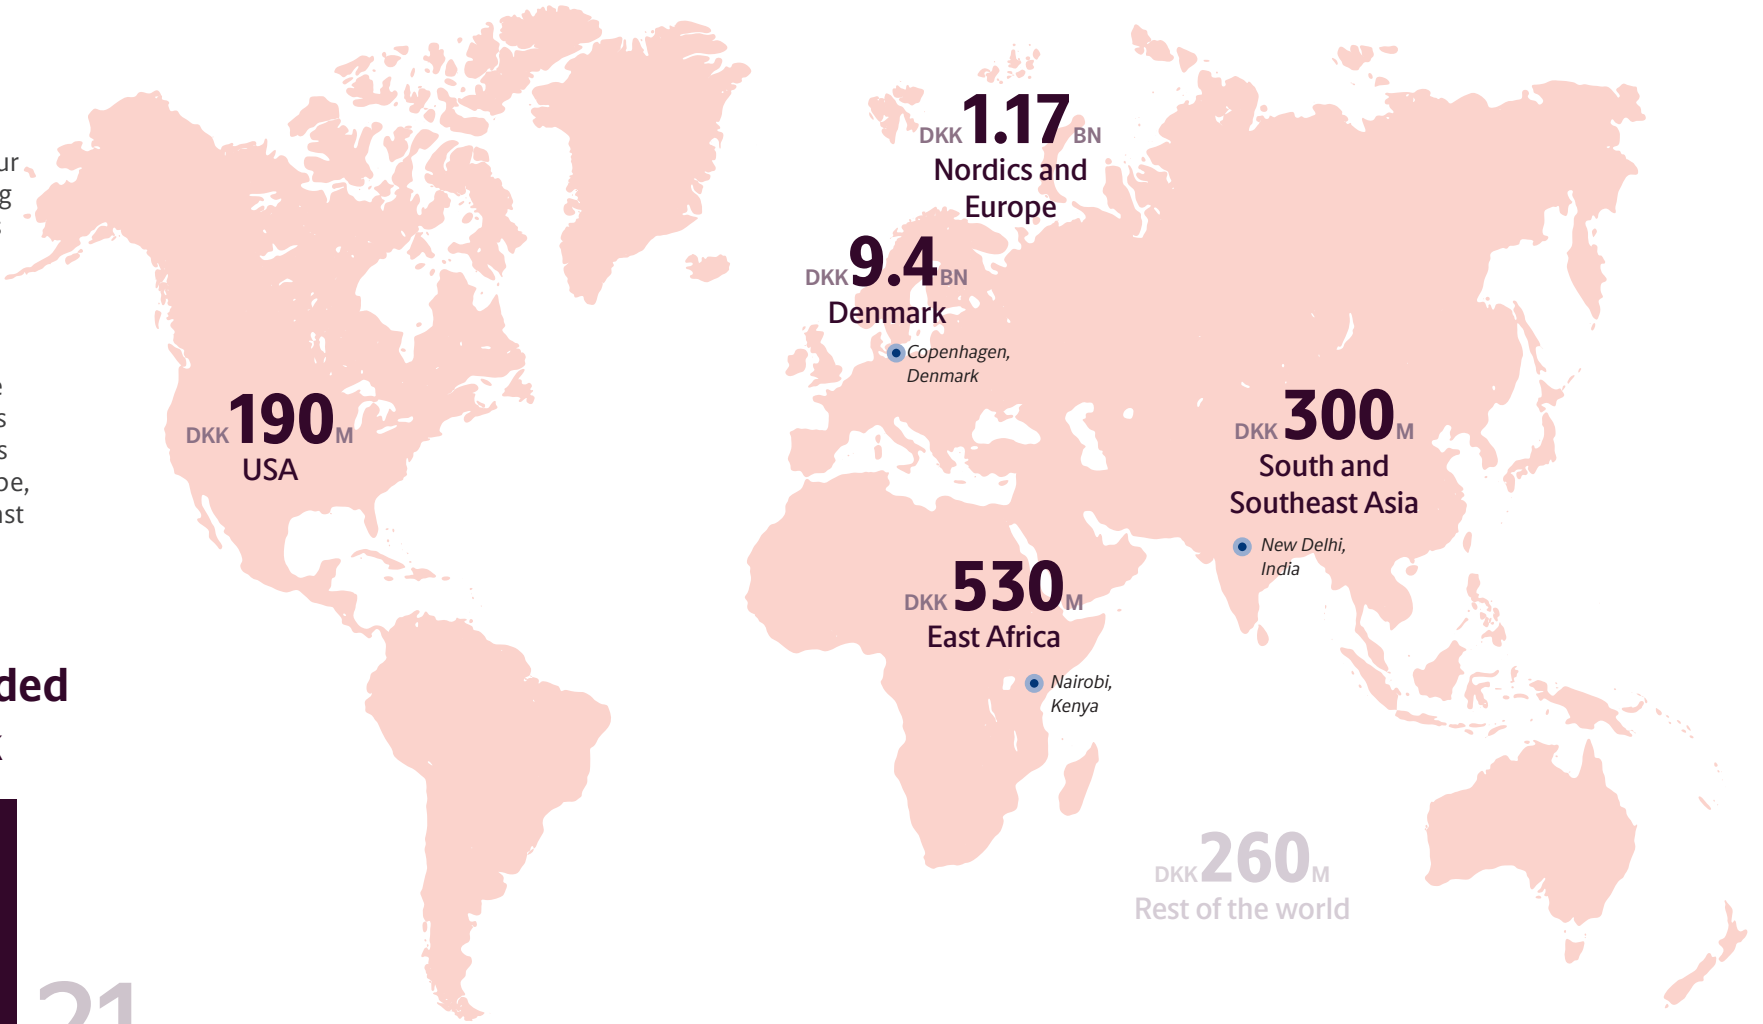 DKK 1.17 BN
Nordics and
Europe
DKK 9.4 BN
Denmark
Copenhagen,
Denmark
DKK 190 M
USA
DKK 300 M
South and
Southeast Asia
New Delhi,
India
DKK 530 M
East Africa
Nairobi,
Kenya
DKK 260 M
Rest of the world
21